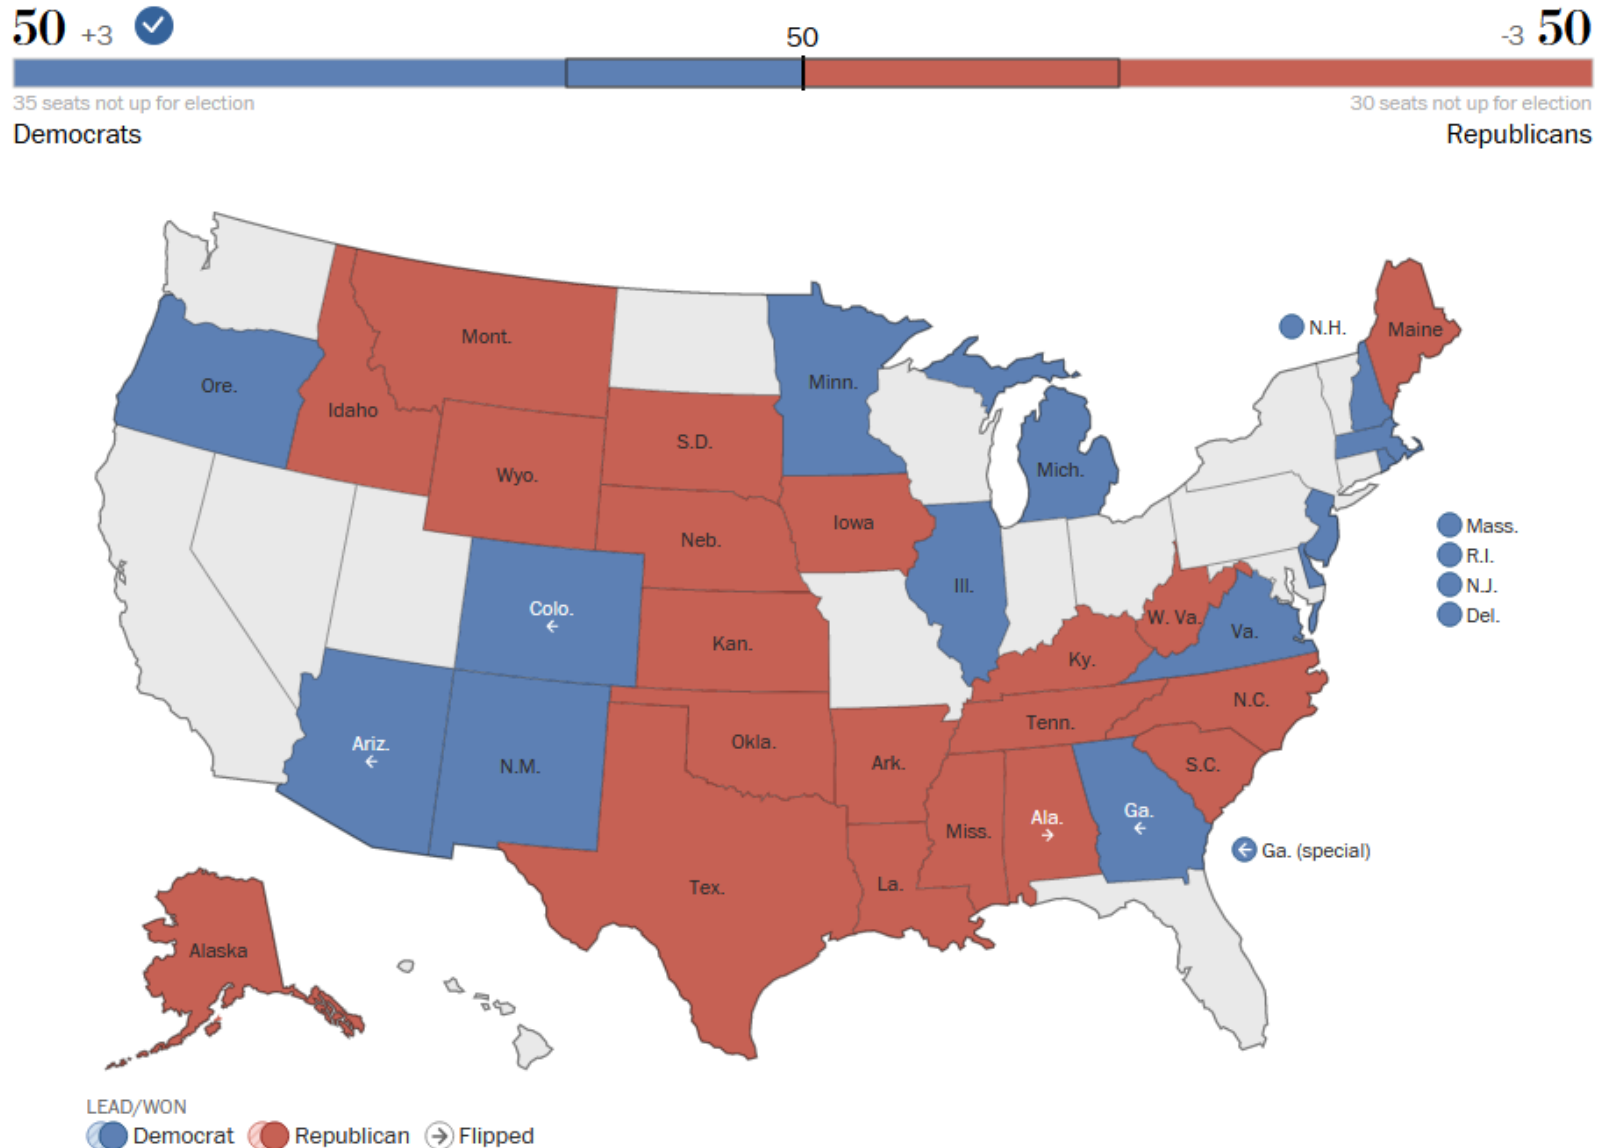 50 +3
50
-3 50
35 seats not up for election
30 seats not up for election
Democrats
Republicans
N.H.
Maine
Mont.
Minn.
Ore.
Idaho
S.D.
Mich.
Wyo.
Iowa
Mass.
Neb.
R.I.
Ill.
N.J.
Colo.
Del.
W. Va.
Va.
Kan.
Ky.
N.C.
Tenn.
Ariz.
Okla.
N.M.
Ark.
S.C.
Ga.
Ala.
Miss.
Ga. (special)
Tex.
La.
Alaska
LEAD/WON
Democrat
Republican
Flipped